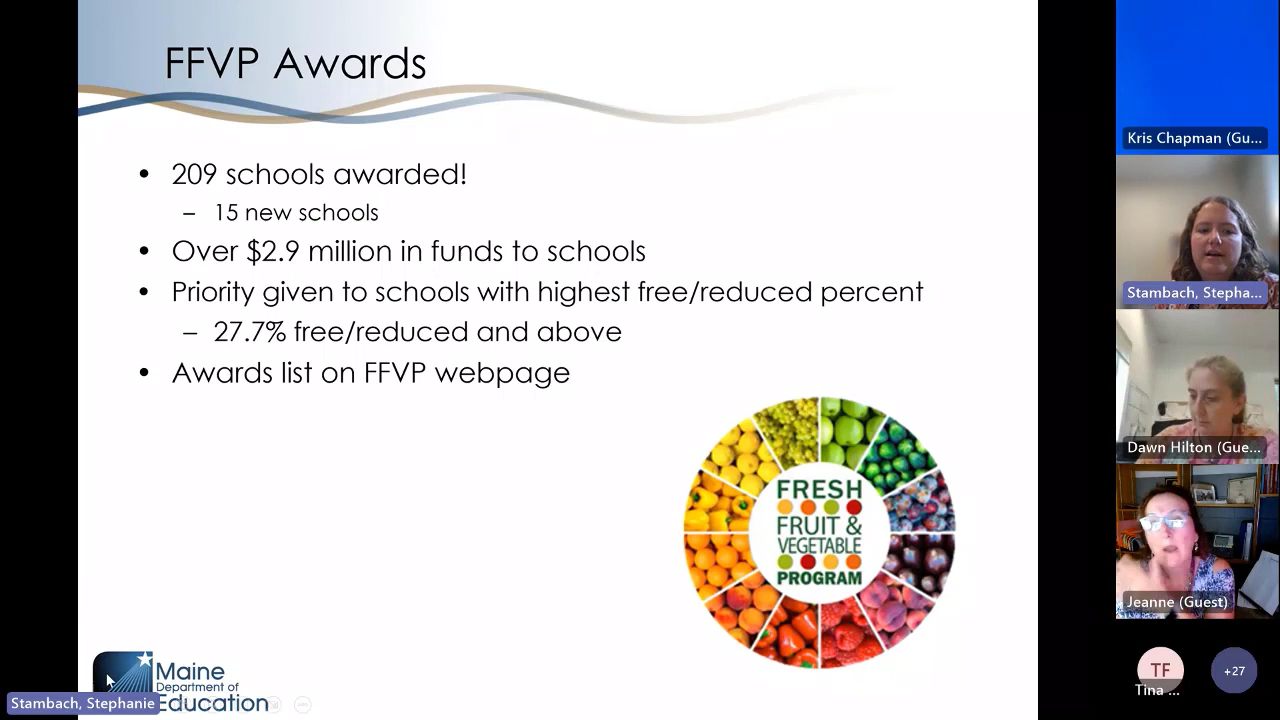 FFVP Awards
• 209 schools awarded!
– 15 new schools
• Over $2.9 million in funds to schools
• Priority given to schools with highest free/reduced percent
– 27.7% free/reduced and above
• Awards list on FFVP webpage
FRESH
FRUIT &
VEGETABLE
PROGRAM
Maine
Department of
Education
Stambach, Stephanie
Kris Chapman (Gu...
Stambach, Stepha...
Dawn Hilton (Gue...
Jeanne (Guest)
TF
Tina ...
+27